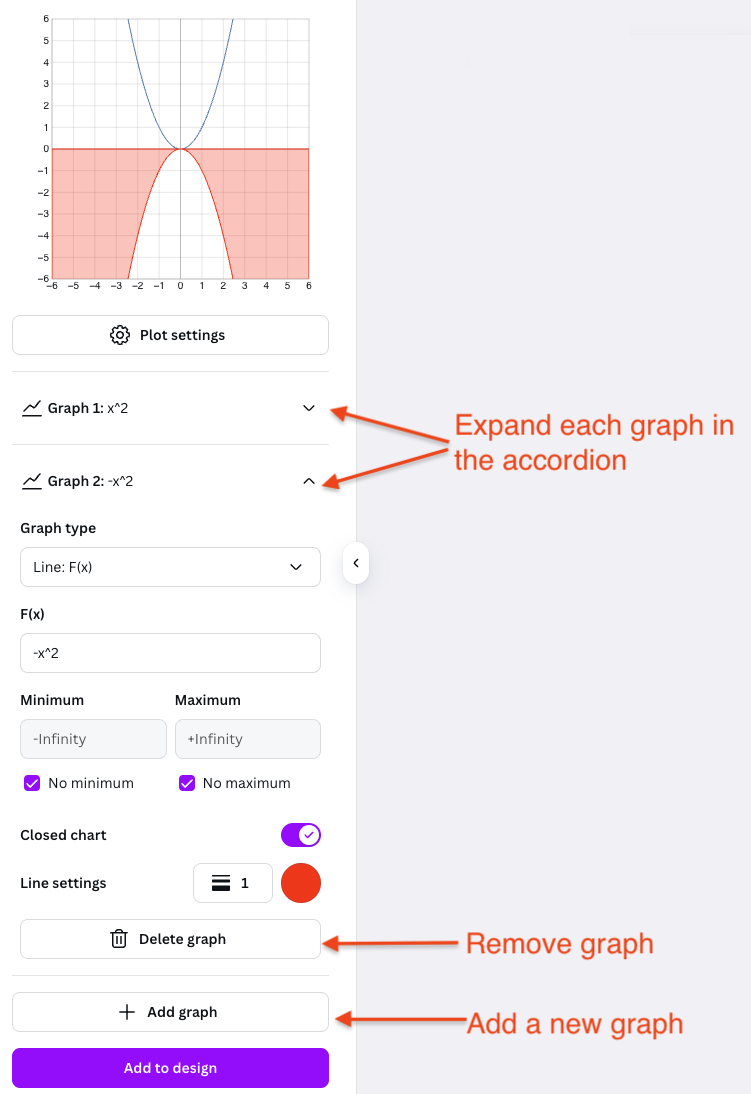 6
5
4
3
2
1
0
−1
−2
−3
−4
−5
−6
−6 −5 −4 −3 −2 −1 0 1 2 3 4 5 6
Plot settings
Graph 1: x^2
Expand each graph in
the accordion
Graph 2: -x^2
Graph type
Line: F(x)
F(x)
-x^2
Minimum Maximum
-Infinity +Infinity
No minimum No maximum
Closed chart
Line settings 1
Delete graph
Remove graph
Add graph
Add a new graph
Add to design